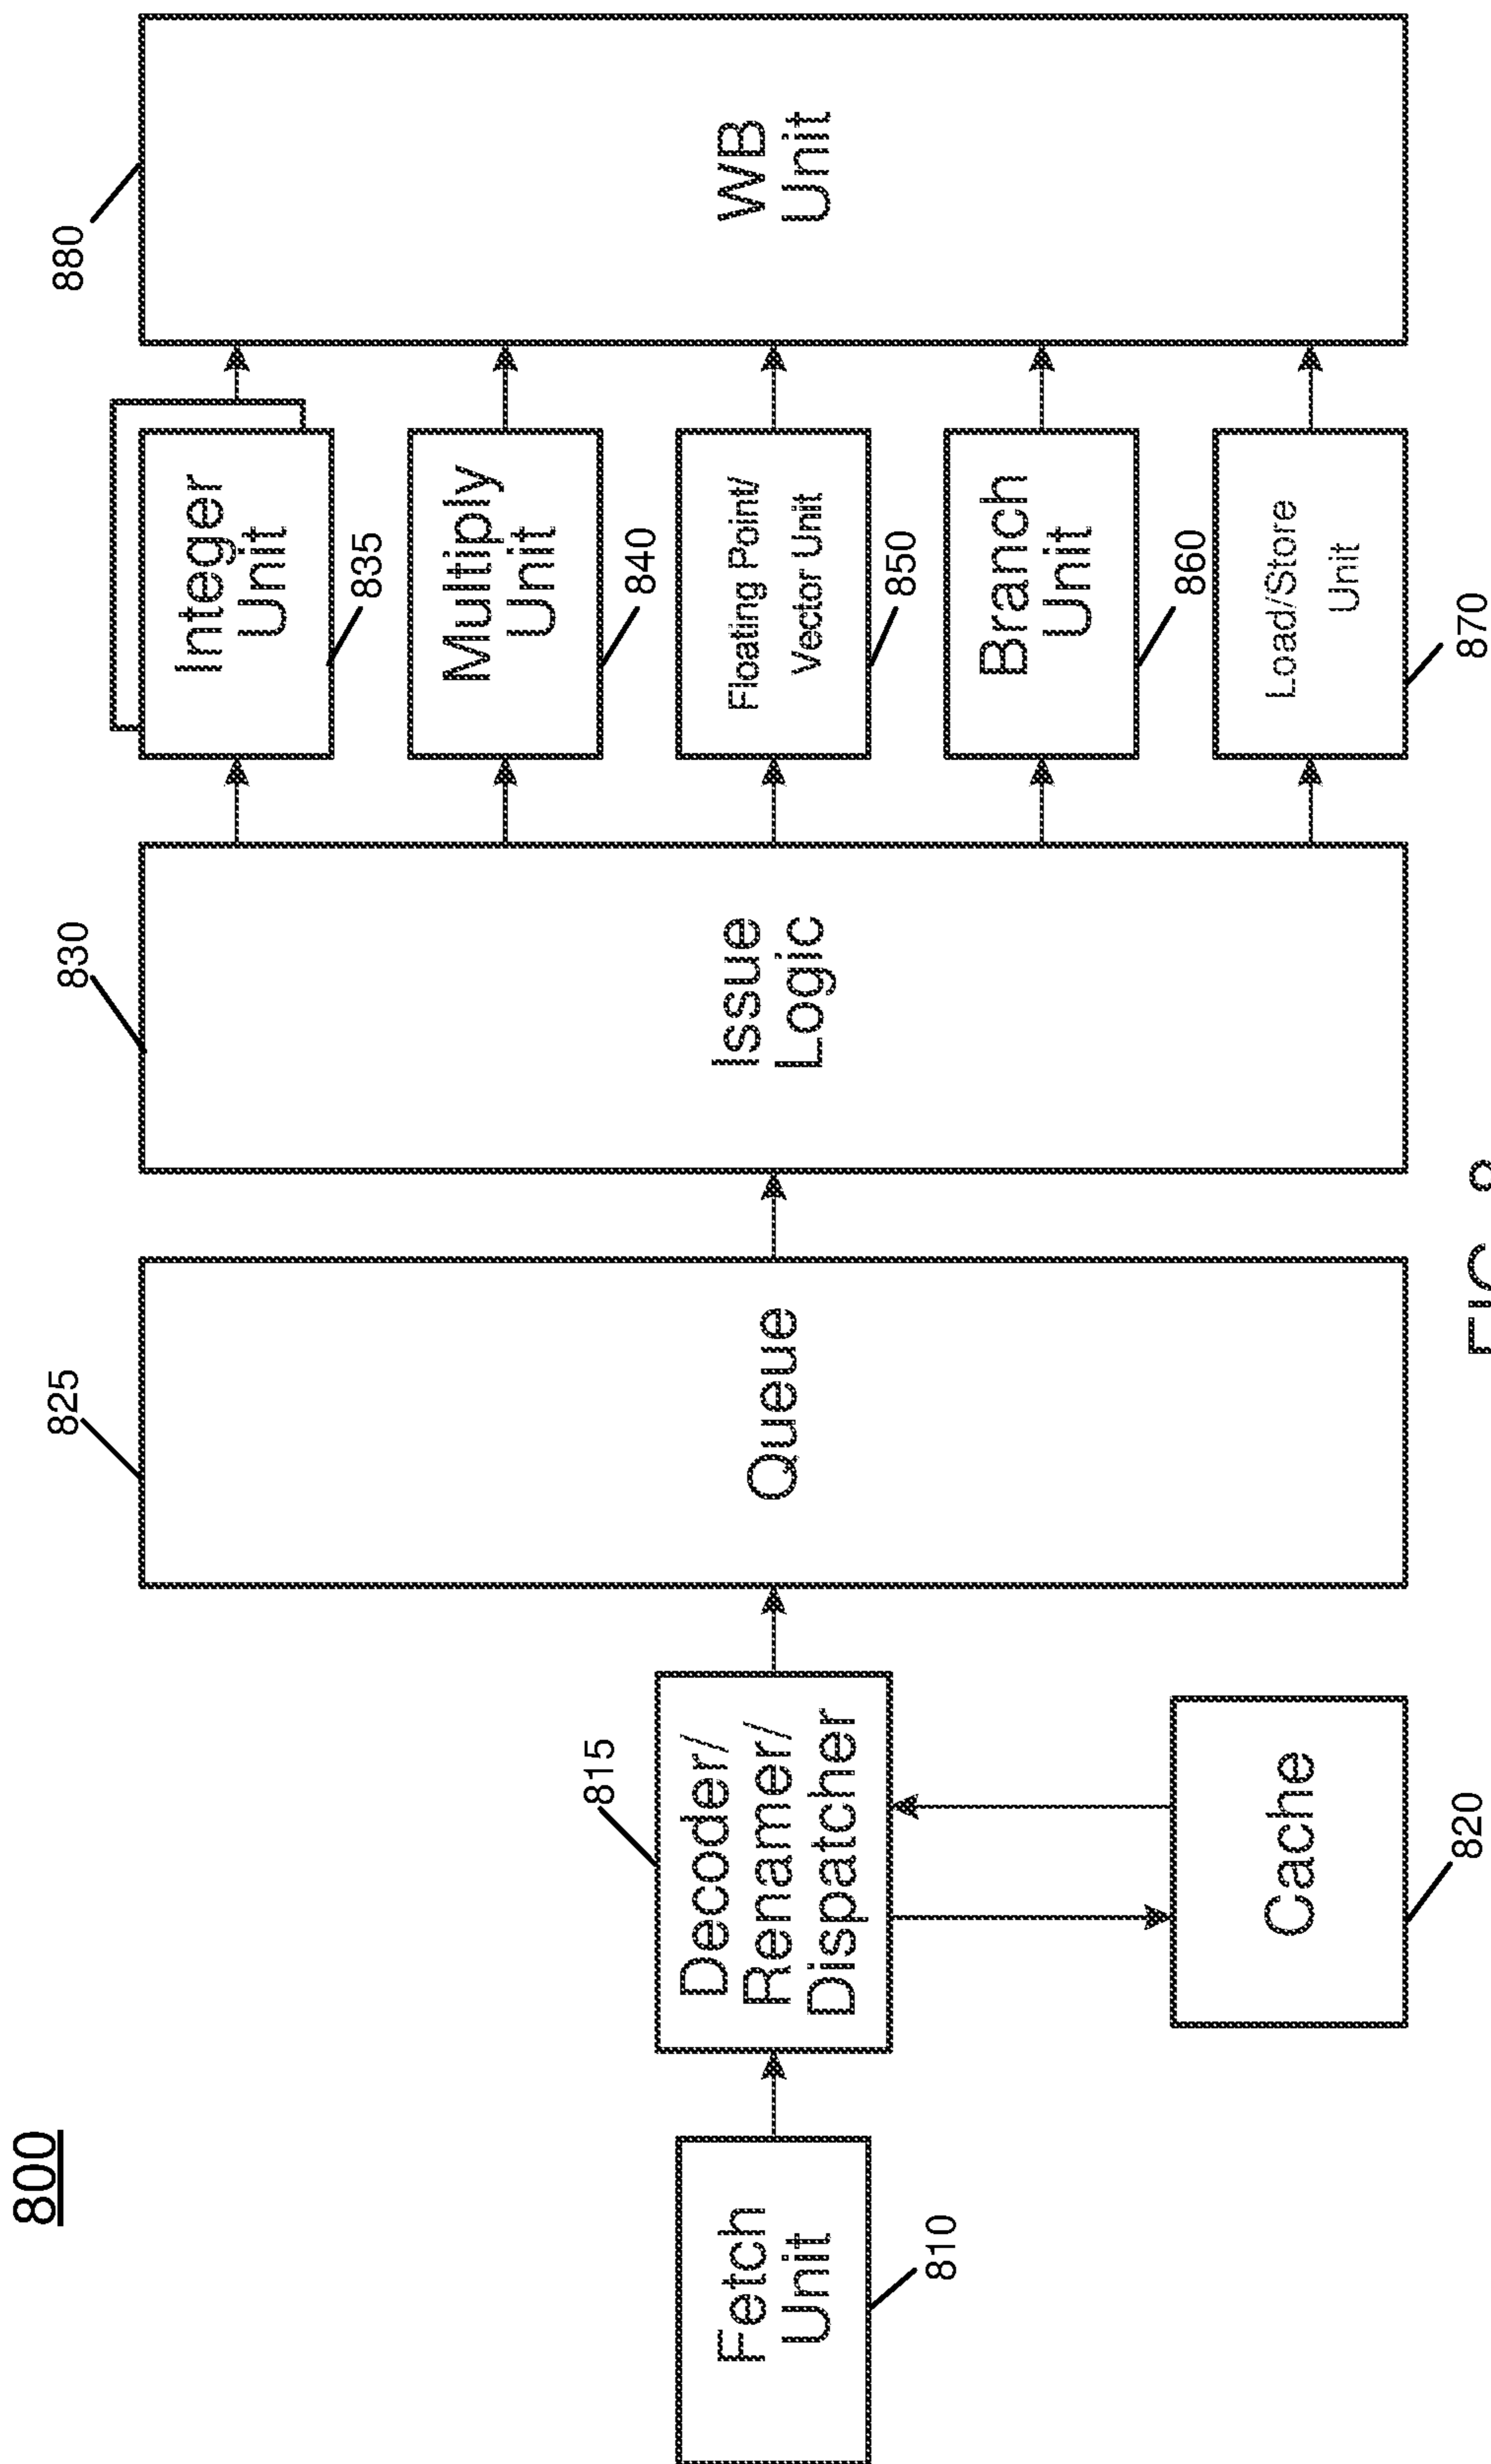 800
Fetch
Unit
810
Decoder/
Renamer/
Dispatcher
815
Cache
820
Queue
825
Issue
Logic
830
Integer
Unit
835
Multiply
Unit
840
Floating Point/
Vector Unit
850
Branch
Unit
860
Load/Store
Unit
870
WB
Unit
880